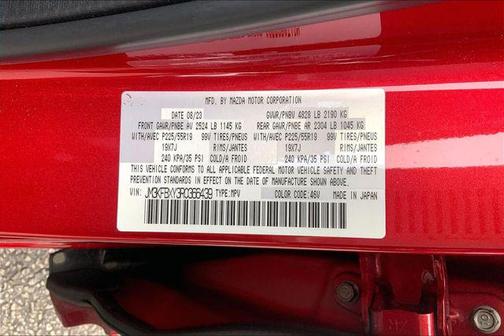 MFD. BY MAZDA MOTOR CORPORATION
DATE 08/23 GVWR/PNBV 4828 LB 2190 KG
FRONT GAWR/PNBE AV 2524 LB 1145 KG REAR GAWR/PNBE AR 2304 LB 1045 KG
WITH/AVEC P225/55R19 99V TIRES/PNEUS WITH/AVEC P225/55R19 99V TIRES/PNEUS
19X7J RIMS/JANTES 19X7J RIMS/JANTES
240 KPA/35 PSI COLD/A FROID 240 KPA/35 PSI COLD/A FROID
THIS VEHICLE CONFORMS TO ALL APPLICABLE FEDERAL MOTOR VEHICLE SAFETY AND THEFT
PREVENTION STANDARDS IN EFFECT ON THE DATE OF MANUFACTURE SHOWN ABOVE.
VIN: JM3KFBXY3R0366439 TYPE:MPV COLOR CODE:46V MADE IN JAPAN